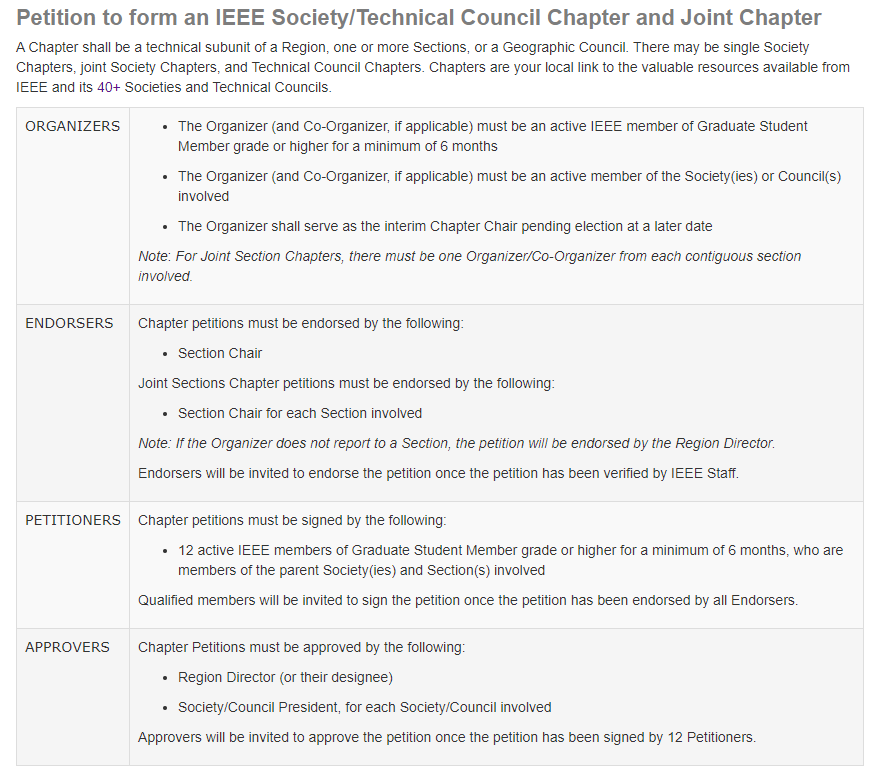 Petition to form an IEEE Society/Technical Council Chapter and Joint Chapter
A Chapter shall be a technical subunit of a Region, one or more Sections, or a Geographic Council. There may be single Society
Chapters, joint Society Chapters, and Technical Council Chapters. Chapters are your local link to the valuable resources available from
IEEE and its 40+ Societies and Technical Councils.
ORGANIZERS
• The Organizer (and Co-Organizer, if applicable) must be an active IEEE member of Graduate Student
Member grade or higher for a minimum of 6 months
• The Organizer (and Co-Organizer, if applicable) must be an active member of the Society(ies) or Council(s)
involved
• The Organizer shall serve as the interim Chapter Chair pending election at a later date
Note: For Joint Section Chapters, there must be one Organizer/Co-Organizer from each contiguous section
involved.
ENDORSERS
Chapter petitions must be endorsed by the following:
• Section Chair
Joint Sections Chapter petitions must be endorsed by the following:
• Section Chair for each Section involved
Note: If the Organizer does not report to a Section, the petition will be endorsed by the Region Director.
Endorsers will be invited to endorse the petition once the petition has been verified by IEEE Staff.
PETITIONERS
Chapter petitions must be signed by the following:
• 12 active IEEE members of Graduate Student Member grade or higher for a minimum of 6 months, who are
members of the parent Society(ies) and Section(s) involved
Qualified members will be invited to sign the petition once the petition has been endorsed by all Endorsers.
APPROVERS
Chapter Petitions must be approved by the following:
• Region Director (or their designee)
• Society/Council President, for each Society/Council involved
Approvers will be invited to approve the petition once the petition has been signed by 12 Petitioners.